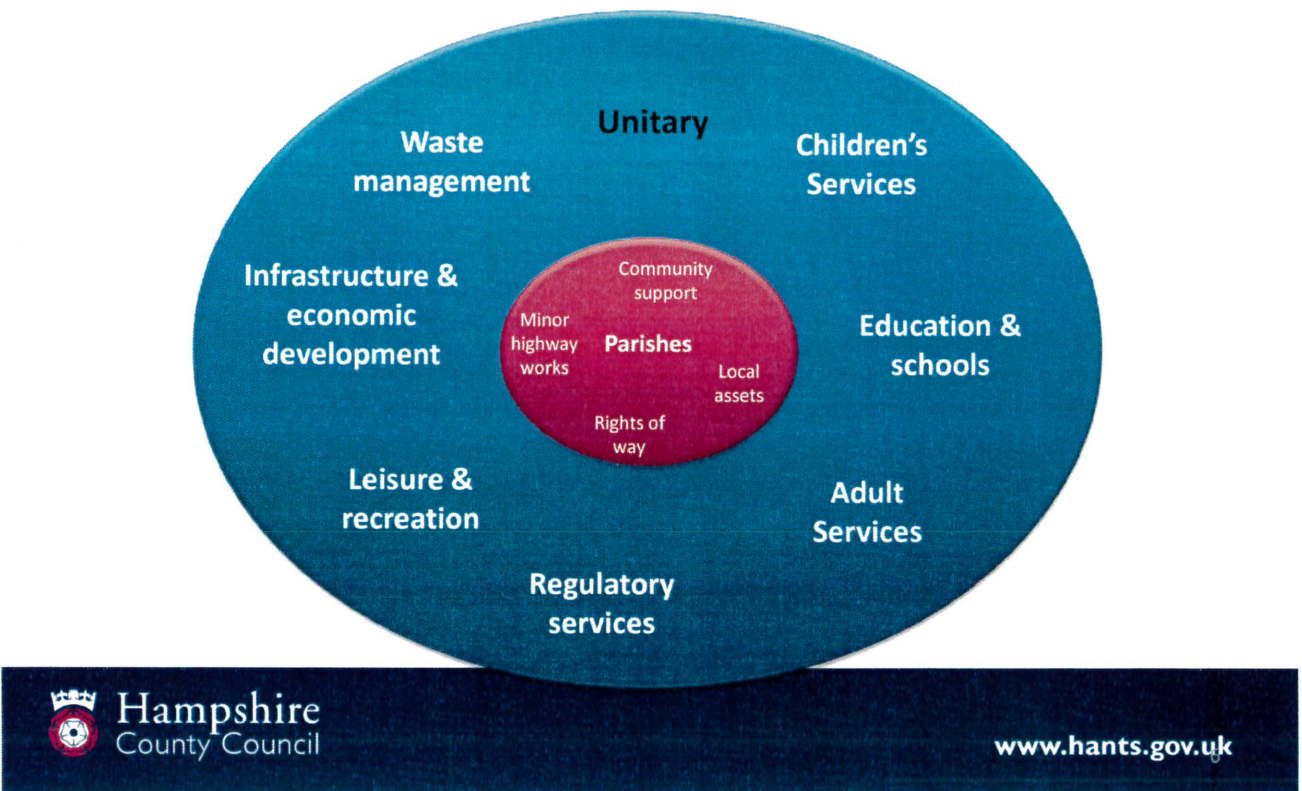 Unitary
Waste
management
Children's
Services
Infrastructure &
economic
development
Community
support
Minor
highway
works
Parishes
Local
assets
Rights of
way
Education &
schools
Leisure &
recreation
Adult
Services
Regulatory
services
Hampshire
County Council
www.hants.gov.uk